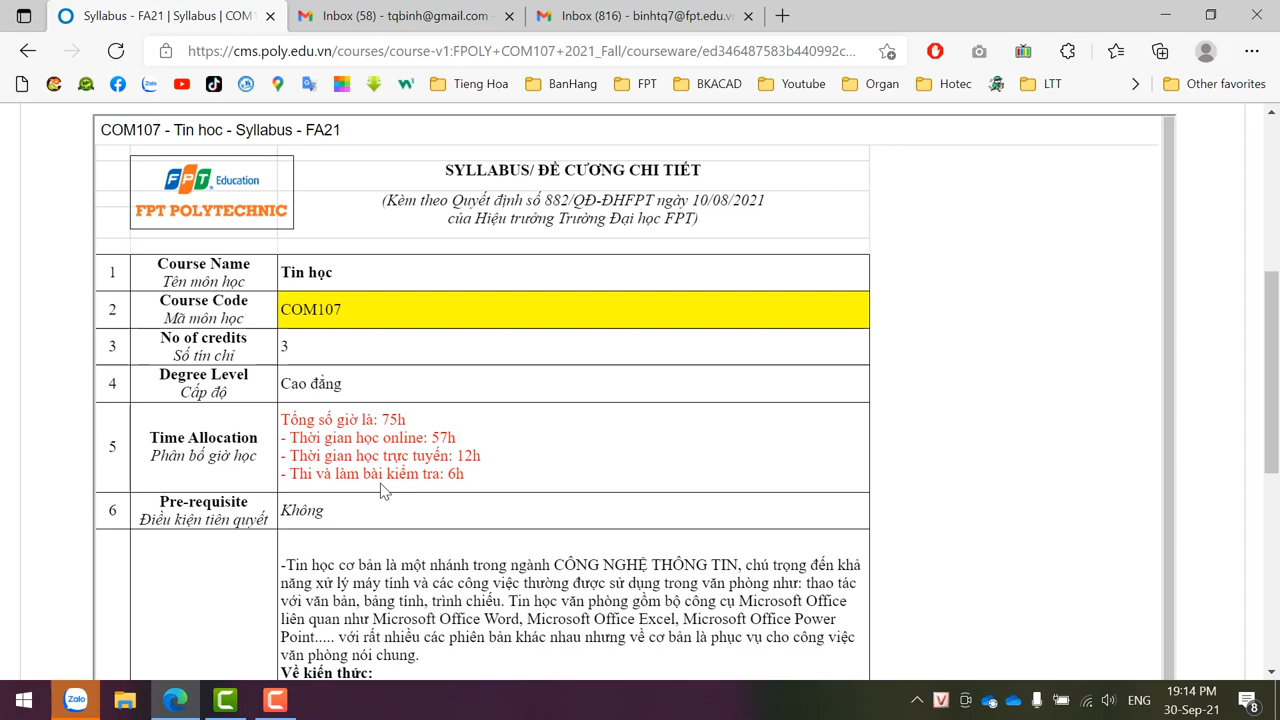 Syllabus - FA21 | Syllabus | COM1
Inbox (58) - tqbinh@gmail.com -
Inbox (816) - binhtq7@fpt.edu.v
https://cms.poly.edu.vn/courses/course-v1:FPOLY+COM107+2021_Fall/courseware/ed346487583b440992c...
Tieng Hoa
BanHang
FPT
BKACAD
Youtube
Organ
Hotec
LTT
Other favorites
COM107 - Tin hoc - Syllabus - FA21
FPT Education
FPT POLYTECHNIC
SYLLABUS/ ĐỀ CƯƠNG CHI TIẾT
(Kèm theo Quyết định số 882/QĐ-ĐHFPT ngày 10/08/2021
của Hiệu trưởng Trường Đại học FPT)
1
Course Name
Tên môn học
Tin học
2
Course Code
Mã môn học
COM107
3
No of credits
Số tín chỉ
3
4
Degree Level
Cấp độ
Cao đẳng
5
Time Allocation
Phân bổ giờ học
Tổng số giờ là: 75h
- Thời gian học online: 57h
- Thời gian học trực tuyến: 12h
- Thi và làm bài kiểm tra: 6h
6
Pre-requisite
Điều kiện tiên quyết
Không
-Tin học cơ bản là một nhánh trong ngành CÔNG NGHỆ THÔNG TIN, chú trọng đến khả
năng xử lý máy tính và các công việc thường được sử dụng trong văn phòng như: thao tác
với văn bản, bảng tính, trình chiếu. Tin học văn phòng gồm bộ công cụ Microsoft Office
liên quan như Microsoft Office Word, Microsoft Office Excel, Microsoft Office Power
Point..... với rất nhiều các phiên bản khác nhau nhưng về cơ bản là phục vụ cho công việc
văn phòng nói chung.
Về kiến thức:
Zalo
ENG
19:14 PM
30-Sep-21
8